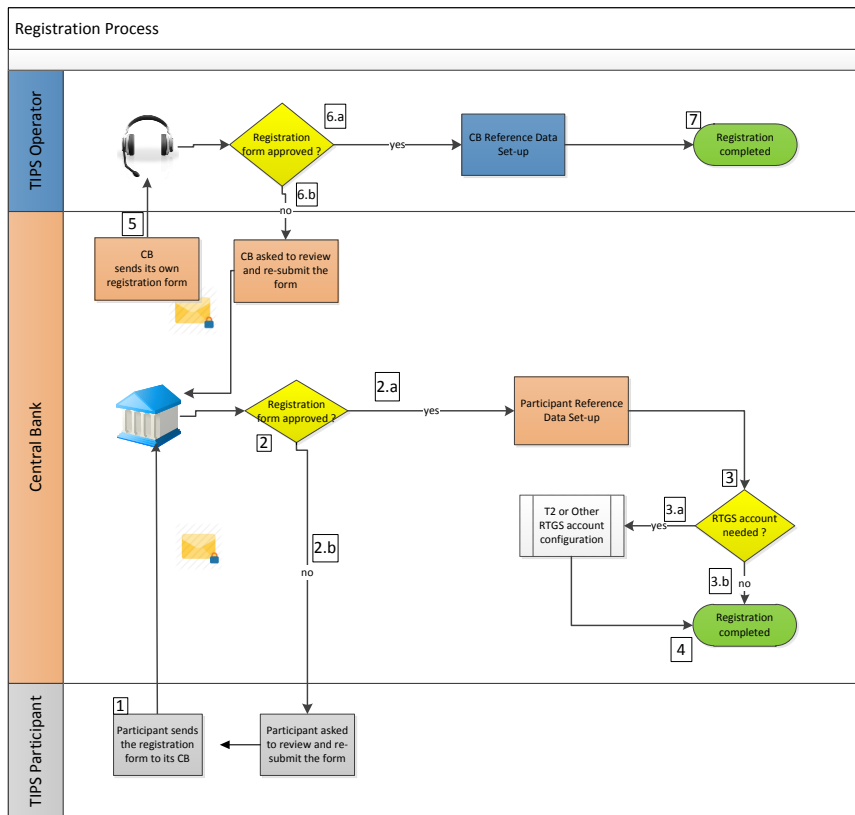 Registration Process
TIPS Operator
6.a
Registration
form approved ?
yes
CB Reference Data
Set-up
7
Registration
completed
6.b
no
5
CB
sends its own
registration form
CB asked to review
and re-submit the
form
Central Bank
2.a
Registration
form approved ?
yes
2
Participant Reference
Data Set-up
3
3.a
RTGS account
needed ?
yes
T2 or Other
RTGS account
configuration
2.b
no
3.b
no
Registration
completed
4
TIPS Participant
1
Participant sends
the registration
form to its CB
Participant asked
to review and re-
submit the form